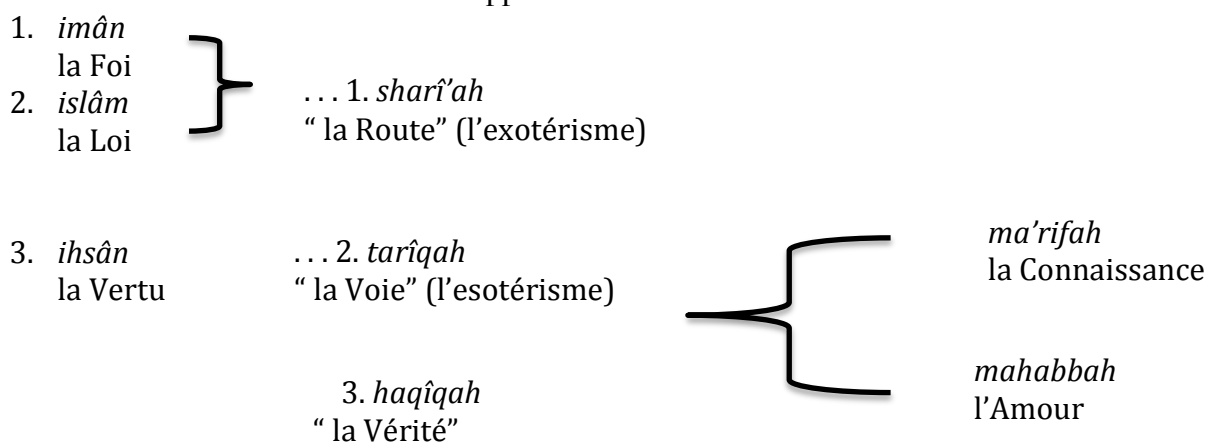 1. imân
la Foi
2. islâm
la Loi
. . . 1. sharî’ah
“ la Route” (l’exotérisme)
3. ihsân
la Vertu
. . . 2. tarîqah
“ la Voie” (l’esotérisme)
ma’rifah
la Connaissance
mahabbah
l’Amour
3. haqîqah
“ la Vérité”